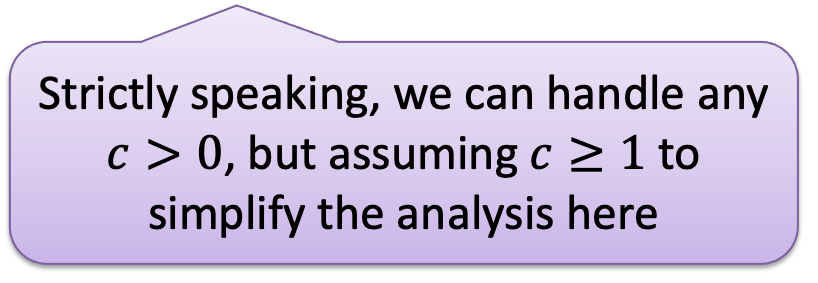 Strictly speaking, we can handle any
c > 0, but assuming c ≥ 1 to
simplify the analysis here